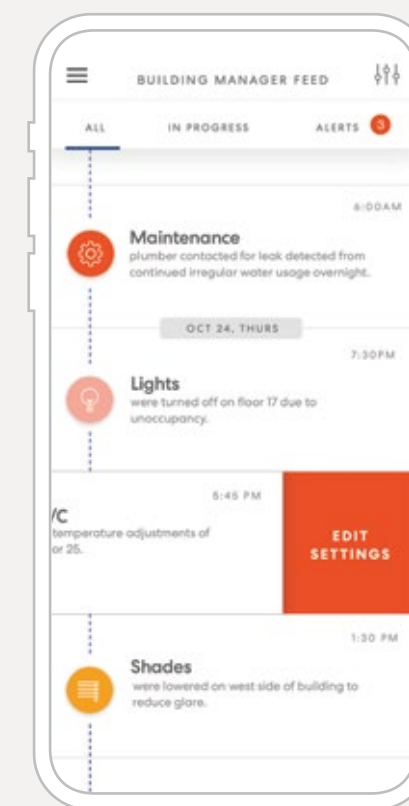 BUILDING MANAGER FEED
ALL IN PROGRESS ALERTS 3
6:00AM
Maintenance
plumber contacted for leak detected from
continued irregular water usage overnight.
OCT 24, THURS
7:30PM
Lights
were turned off on floor 17 due to
unoccupancy.
5:45 PM
/C
temperature adjustments of
or 25.
EDIT
SETTINGS
1:30 PM
Shades
were lowered on west side of building to
reduce glare.